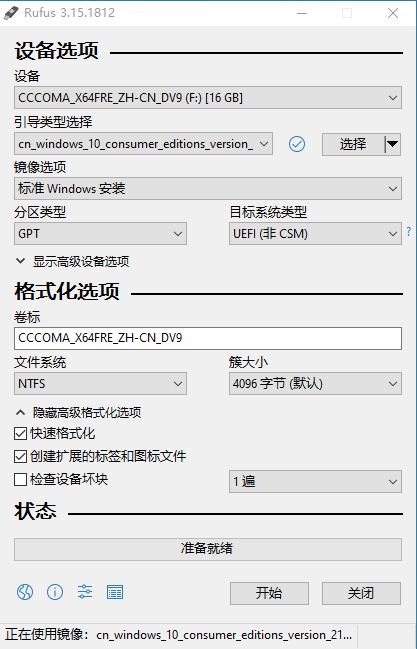 Rufus 3.15.1812
设备选项
设备
CCCOMA_X64FRE_ZH-CN_DV9 (F:) [16 GB]
引导类型选择
cn_windows_10_consumer_editions_version_
选择
镜像选项
标准 Windows 安装
分区类型
目标系统类型
GPT
UEFI (非 CSM)
?
显示高级设备选项
格式化选项
卷标
CCCOMA_X64FRE_ZH-CN_DV9
文件系统
簇大小
NTFS
4096 字节 (默认)
隐藏高级格式化选项
快速格式化
创建扩展的标签和图标文件
检查设备坏块
1 遍
状态
准备就绪
开始
关闭
正在使用镜像：cn_windows_10_consumer_editions_version_21...